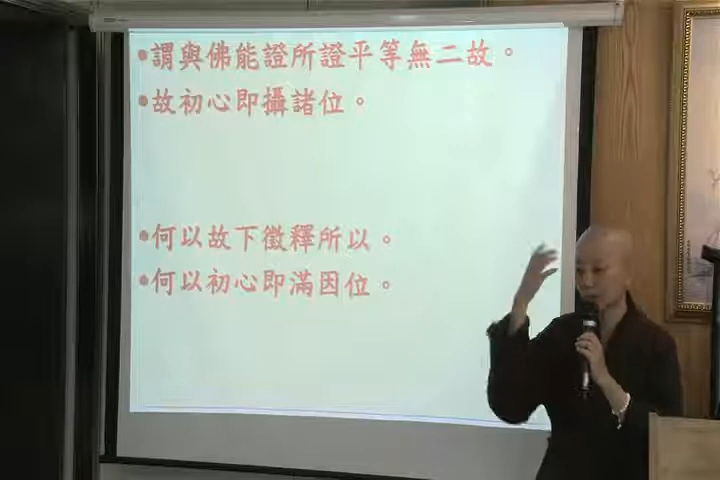 •謂與佛能證所證平等無二故。
•故初心即攝諸位。
•何以故下徵釋所以。
•何以初心即滿因位。